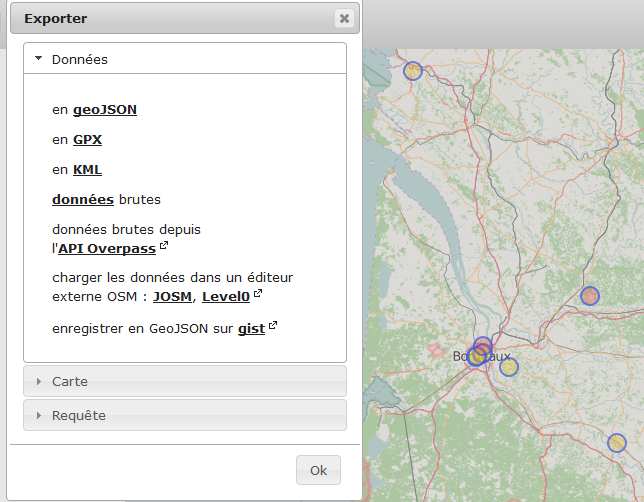 Exporter
Données
en geoJSON
en GPX
en KML
données brutes
données brutes depuis
l'API Overpass
charger les données dans un éditeur
externe OSM : JOSM, Level0
enregistrer en GeoJSON sur gist
Carte
Requête
Ok